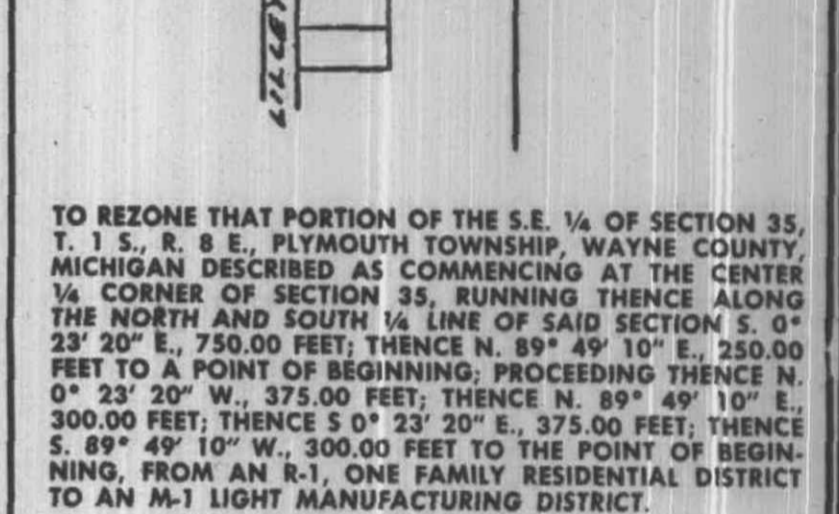 LILLEY
TO REZONE THAT PORTION OF THE S.E. ¼ OF SECTION 35,
T. 1 S., R. 8 E., PLYMOUTH TOWNSHIP, WAYNE COUNTY,
MICHIGAN DESCRIBED AS COMMENCING AT THE CENTER
¼ CORNER OF SECTION 35, RUNNING THENCE ALONG
THE NORTH AND SOUTH ¼ LINE OF SAID SECTION S. 0°
23′ 20″ E., 750.00 FEET; THENCE N. 89° 49′ 10″ E., 250.00
FEET TO A POINT OF BEGINNING; PROCEEDING THENCE N.
0° 23′ 20″ W., 375.00 FEET; THENCE N. 89° 49′ 10″ E.,
300.00 FEET; THENCE S 0° 23′ 20″ E., 375.00 FEET; THENCE
S. 89° 49′ 10″ W., 300.00 FEET TO THE POINT OF BEGIN-
NING, FROM AN R-1, ONE FAMILY RESIDENTIAL DISTRICT
TO AN M-1 LIGHT MANUFACTURING DISTRICT.